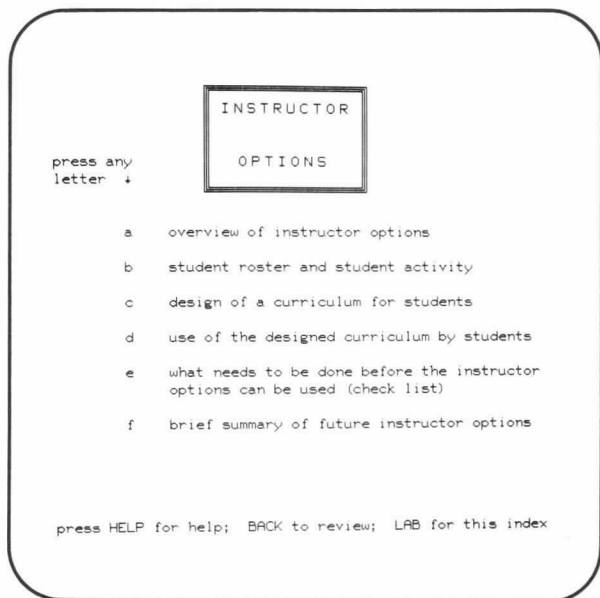 INSTRUCTOR
OPTIONS
press any
letter ↓
a overview of instructor options
b student roster and student activity
c design of a curriculum for students
d use of the designed curriculum by students
e what needs to be done before the instructor
options can be used (check list)
f brief summary of future instructor options
press HELP for help; BACK to review; LAB for this index